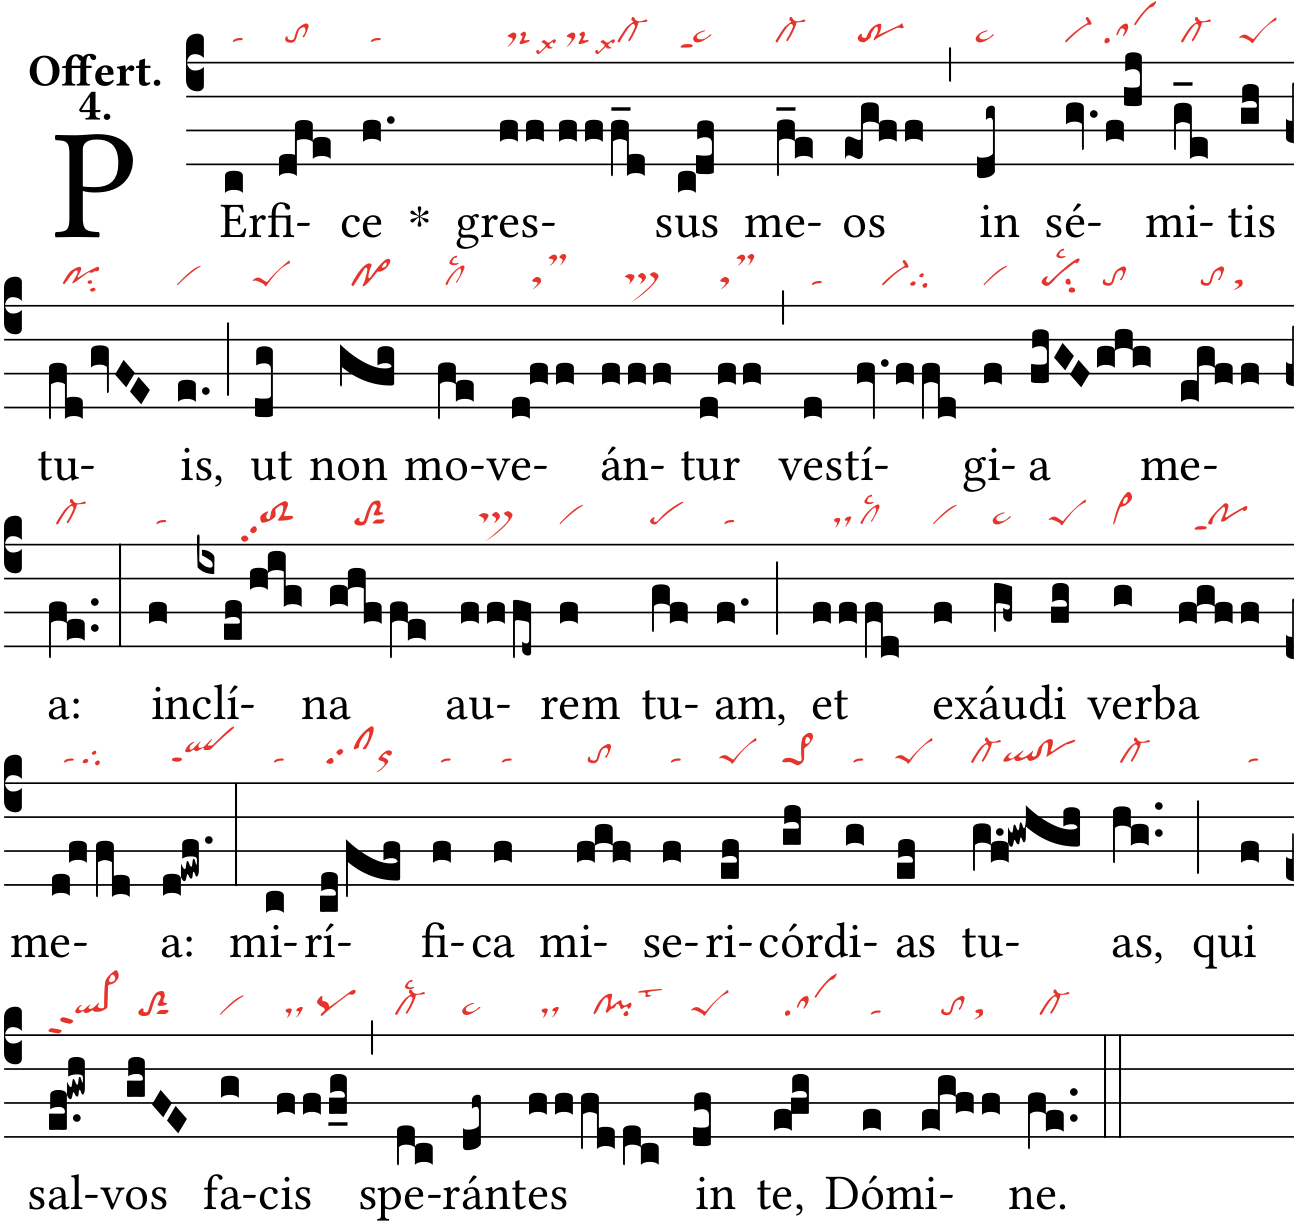 Offert.
4.
PErfi- ce * gres- sus me- os in sé- mi- tis
tu- is, ut non mo-ve- án- tur vestí- gi- a me-
a: inclí- na au- rem tu- am, et exáudi verba
me- a: mi-rí- fi-ca mi- se-ri-córdi- as tu- as, qui
sal-vos fa-cis spe-rántes in te, Dómi- ne.